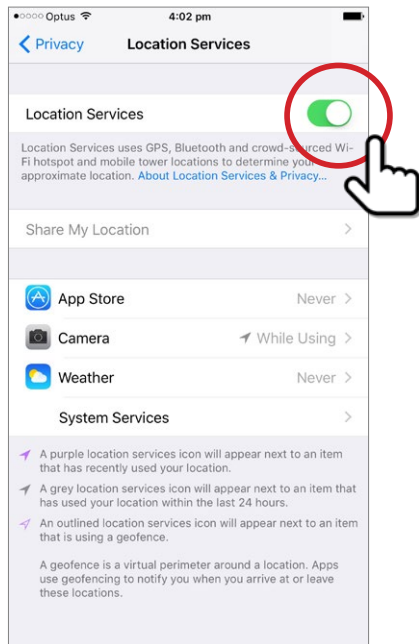 Optus 4:02 pm
Privacy Location Services
Location Services
Location Services uses GPS, Bluetooth and crowd-sourced Wi-
Fi hotspot and mobile tower locations to determine your
approximate location. About Location Services & Privacy...
Share My Location
App Store Never
Camera While Using
Weather Never
System Services
A purple location services icon will appear next to an item
that has recently used your location.
A grey location services icon will appear next to an item that
has used your location within the last 24 hours.
An outlined location services icon will appear next to an item
that is using a geofence.
A geofence is a virtual perimeter around a location. Apps
use geofencing to notify you when you arrive at or leave
these locations.